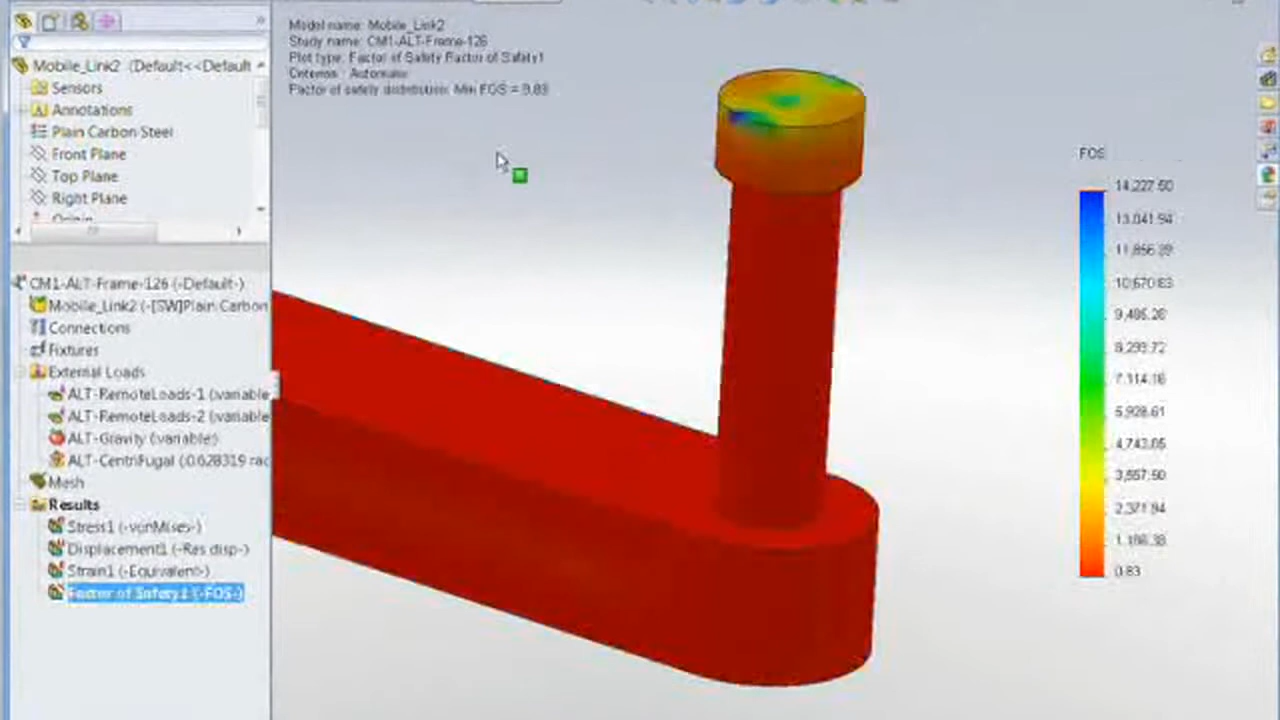 Mobile_Link2 (Default<<Default
Sensors
Annotations
Plain Carbon Steel
Front Plane
Top Plane
Right Plane
Origin
CM1-ALT-Frame-126 (-Default-)
Mobile_Link2 (-[SW]Plain Carbon
Connections
Fixtures
External Loads
ALT-RemoteLoads-1 (variable
ALT-RemoteLoads-2 (variable
ALT-Gravity (variable)
ALT-CentriFugal (:0.628319 rac
Mesh
Results
Stress1 (-vonMises-)
Displacement1 (-Res disp-)
Strain1 (-Equivalent-)
Factor of Safety1 (-FOS-)
Model name: Mobile_Link2
Study name: CM1-ALT-Frame-126
Plot type: Factor of Safety Factor of Safety1
Criterion : Automatic
Factor of safety distribution: Min FOS =
FOS
14,227.50
13,041.94
11,856.39
10,670.83
9,485.28
8,299.72
7,114.16
5,928.61
4,743.05
3,557.50
2,371.94
1,186.38
0.83